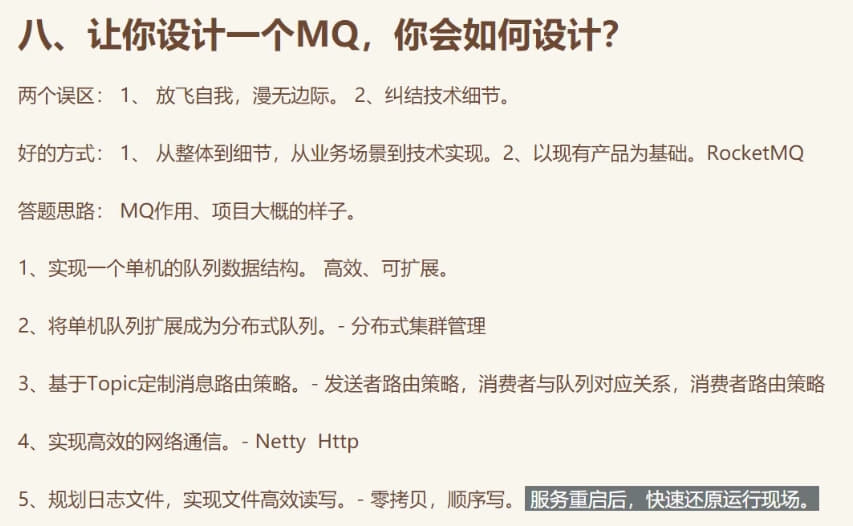 八、让你设计一个MQ，你会如何设计？
两个误区： 1、 放飞自我，漫无边际。 2、纠结技术细节。
好的方式： 1、 从整体到细节，从业务场景到技术实现。2、以现有产品为基础。RocketMQ
答题思路： MQ作用、项目大概的样子。
1、实现一个单机的队列数据结构。 高效、可扩展。
2、将单机队列扩展成为分布式队列。- 分布式集群管理
3、基于Topic定制消息路由策略。- 发送者路由策略，消费者与队列对应关系，消费者路由策略
4、实现高效的网络通信。- Netty Http
5、规划日志文件，实现文件高效读写。- 零拷贝，顺序写。 服务重启后，快速还原运行现场。